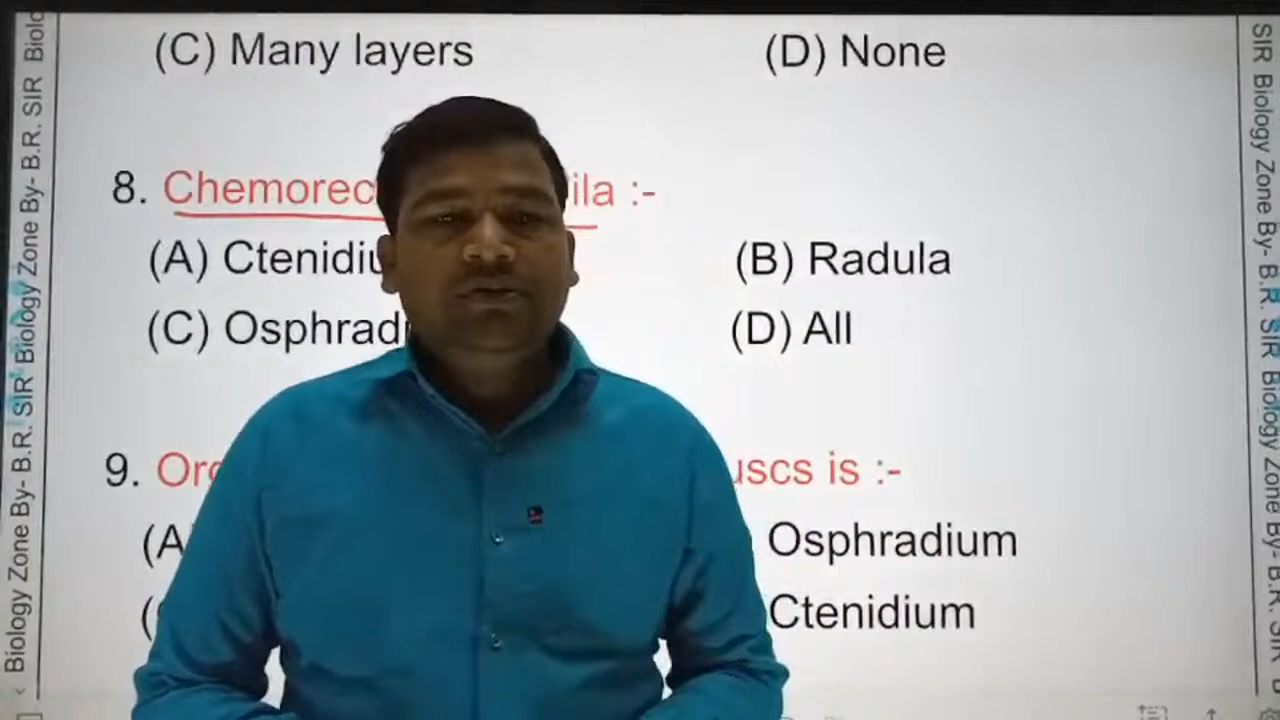 (C) Many layers (D) None
8. Chemorec ila :-
(A) Ctenidiu (B) Radula
(C) Osphrad (D) All
9. Or uscs is :-
(A Osphradium
( Ctenidium
Biology Zone By- B.R. SIR Biology Zone By- B.R. SIR Biolo
SIR Biology Zone By- B.R. SIR Biology Zone By- B.R. SIR